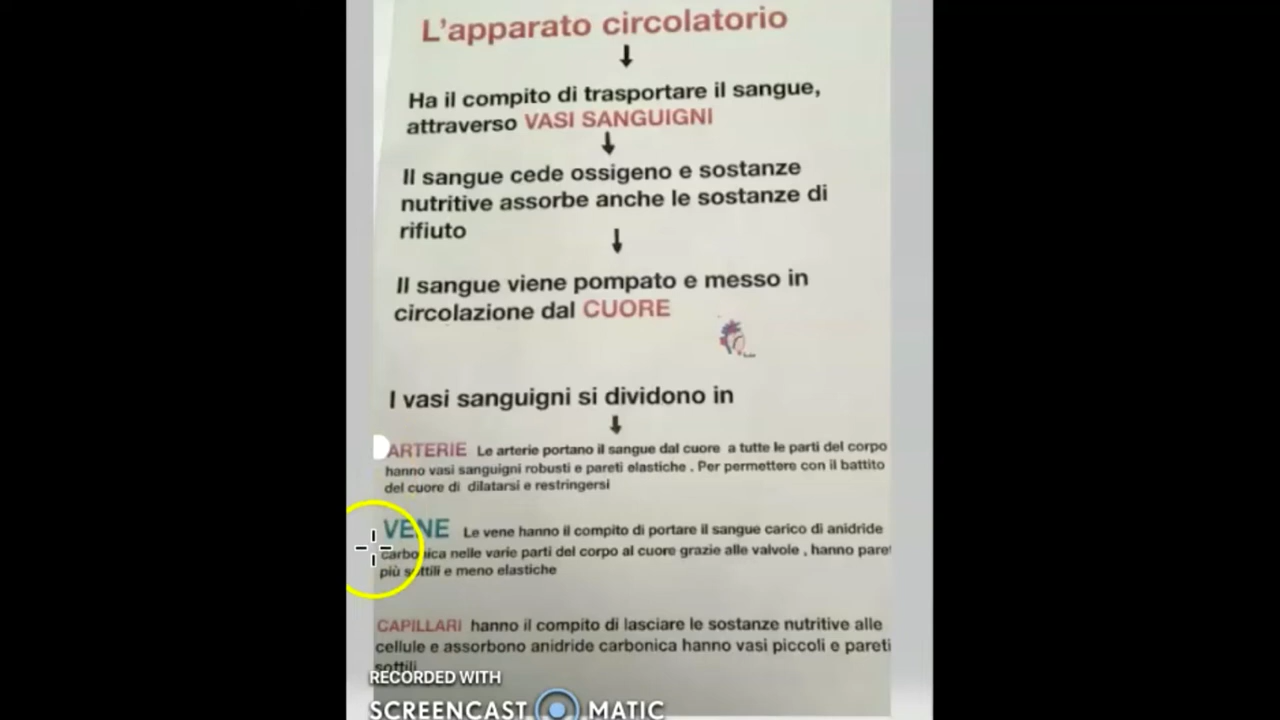 L'apparato circolatorio
Ha il compito di trasportare il sangue,
attraverso VASI SANGUIGNI
Il sangue cede ossigeno e sostanze
nutritive assorbe anche le sostanze di
rifiuto
Il sangue viene pompato e messo in
circolazione dal CUORE
I vasi sanguigni si dividono in
ARTERIE Le arterie portano il sangue dal cuore a tutte le parti del corpo
hanno vasi sanguigni robusti e pareti elastiche . Per permettere con il battito
del cuore di dilatarsi e restringersi
VENE Le vene hanno il compito di portare il sangue carico di anidride
carbonica nelle varie parti del corpo al cuore grazie alle valvole , hanno paret
più sottili e meno elastiche
CAPILLARI hanno il compito di lasciare le sostanze nutritive alle
cellule e assorbono anidride carbonica hanno vasi piccoli e pareti
sottili
RECORDED WITH
SCREENCAST MATIC